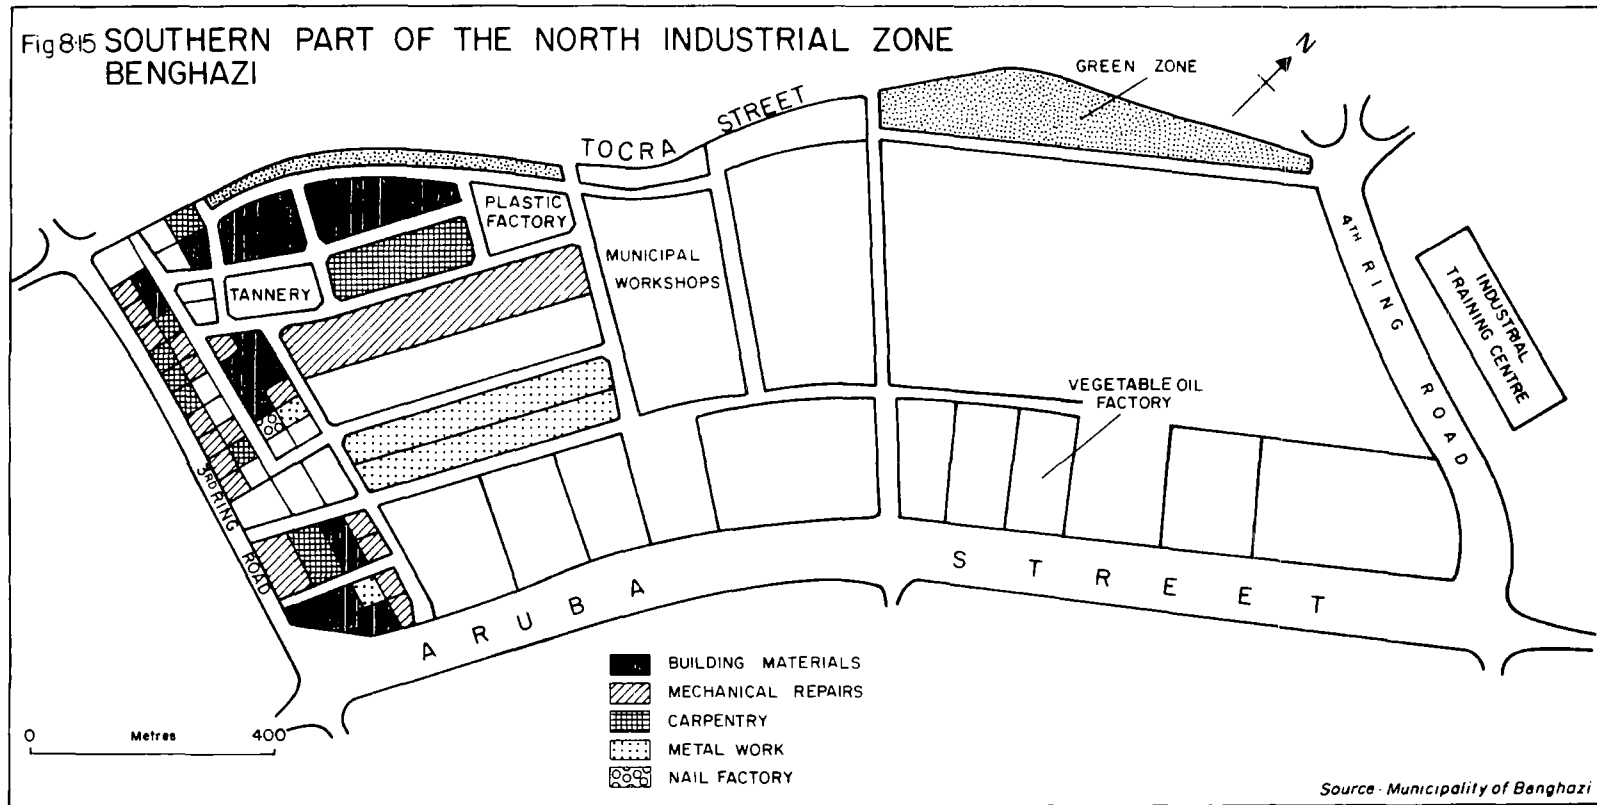 Fig 8·15 SOUTHERN PART OF THE NORTH INDUSTRIAL ZONE
BENGHAZI
N
GREEN ZONE
TOCRA STREET
PLASTIC
FACTORY
MUNICIPAL
WORKSHOPS
TANNERY
4TH RING ROAD
INDUSTRIAL
TRAINING CENTRE
VEGETABLE OIL
FACTORY
3RD RING ROAD
ARUBA STREET
BUILDING MATERIALS
MECHANICAL REPAIRS
CARPENTRY
METAL WORK
NAIL FACTORY
0 Metres 400
Source · Municipality of Benghazi